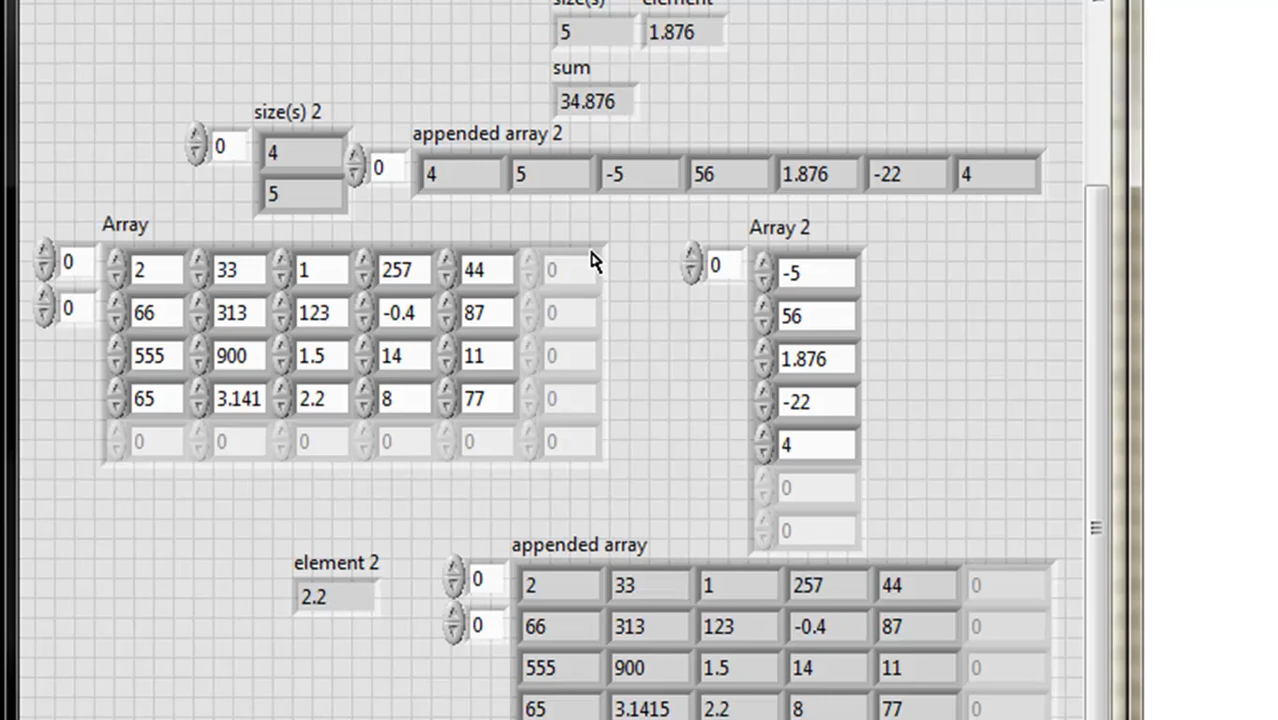 size(s) element
5 1.876
sum
34.876
size(s) 2
0 4
5
appended array 2
0 4 5 -5 56 1.876 -22 4
Array
0 2 33 1 257 44 0
0 66 313 123 -0.4 87 0
555 900 1.5 14 11 0
65 3.141 2.2 8 77 0
0 0 0 0 0 0
Array 2
0 -5
56
1.876
-22
4
0
0
element 2
2.2
appended array
0 2 33 1 257 44 0
0 66 313 123 -0.4 87 0
555 900 1.5 14 11 0
65 3.1415 2.2 8 77 0